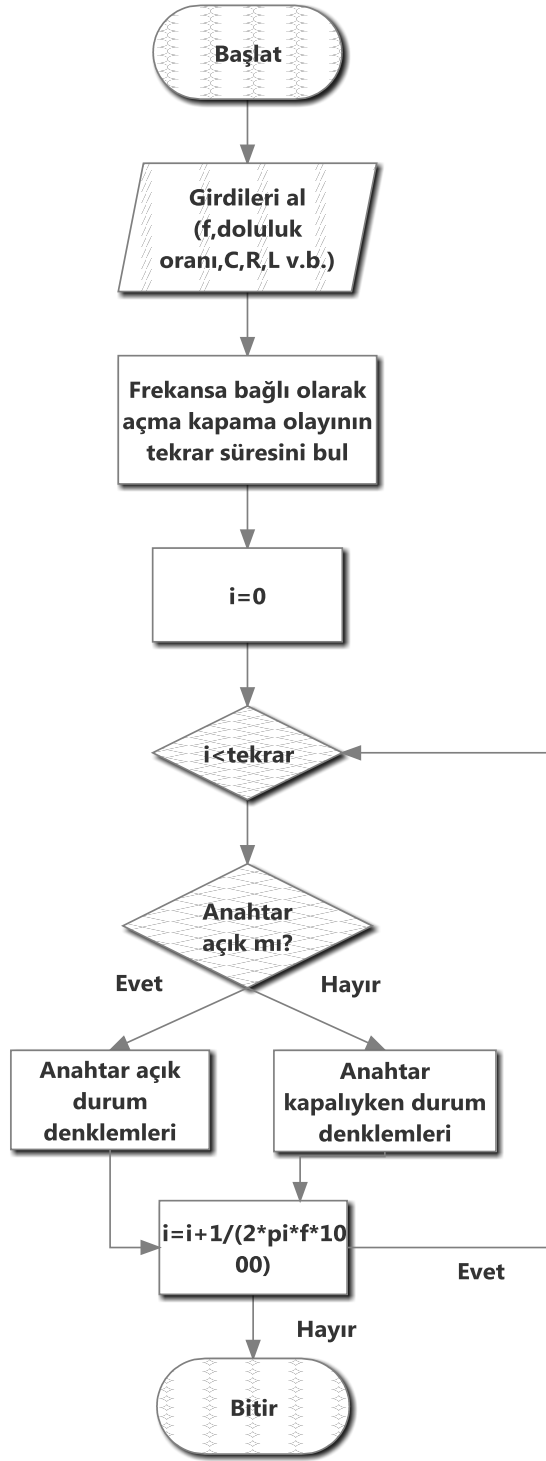 Başlat
Girdileri al
(f,doluluk
oranı,C,R,L v.b.)
Frekansa bağlı olarak
açma kapama olayının
tekrar süresini bul
i=0
i<tekrar
Anahtar
açık mı?
Evet
Hayır
Anahtar açık
durum
denklemleri
Anahtar
kapalıyken durum
denklemleri
i=i+1/(2*pi*f*10
00)
Evet
Hayır
Bitir